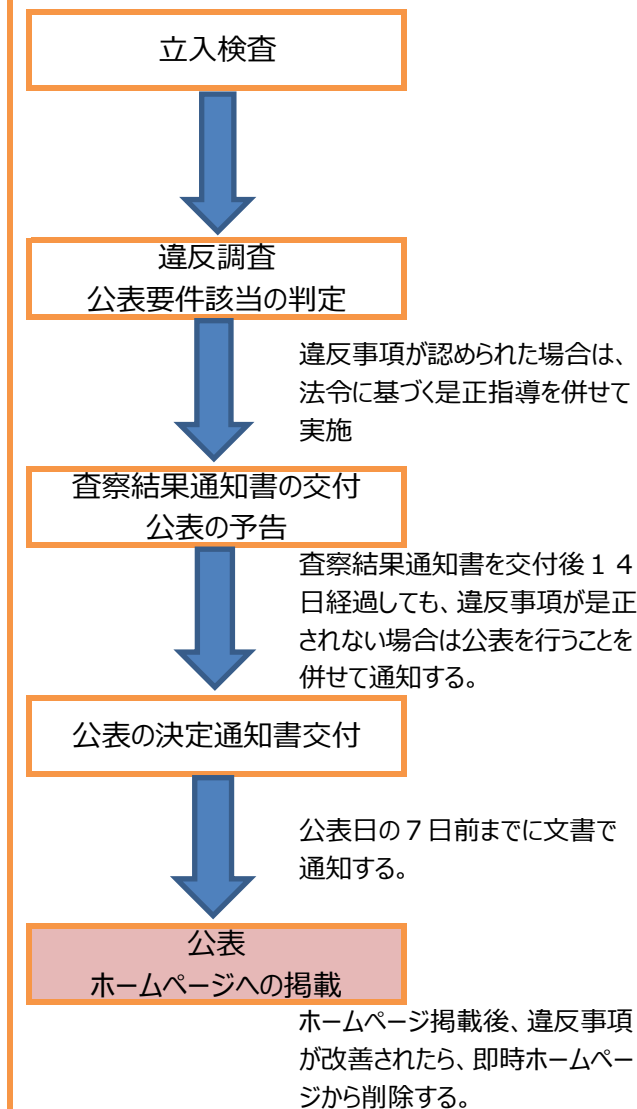 立入検査
違反調査
公表要件該当の判定
違反事項が認められた場合は、
法令に基づく是正指導を併せて
実施
査察結果通知書の交付
公表の予告
査察結果通知書を交付後１４
日経過しても、違反事項が是正
されない場合は公表を行うことを
併せて通知する。
公表の決定通知書交付
公表日の７日前までに文書で
通知する。
公表
ホームページへの掲載
ホームページ掲載後、違反事項
が改善されたら、即時ホームペー
ジから削除する。